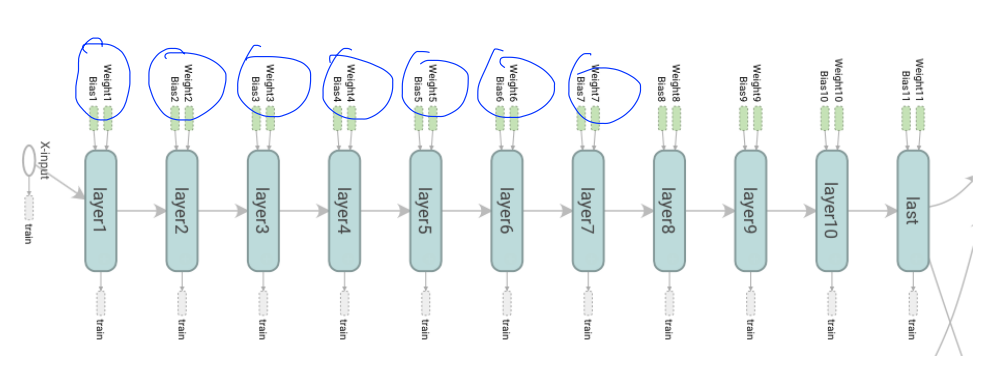 Weight1
Bias1
Weight2
Bias2
Weight3
Bias3
Weight4
Bias4
Weight5
Bias5
Weight6
Bias6
Weight7
Bias7
Weight8
Bias8
Weight9
Bias9
Weight10
Bias10
Weight11
Bias11
X-input
layer1
layer2
layer3
layer4
layer5
layer6
layer7
layer8
layer9
layer10
last
train
train
train
train
train
train
train
train
train
train
train
train